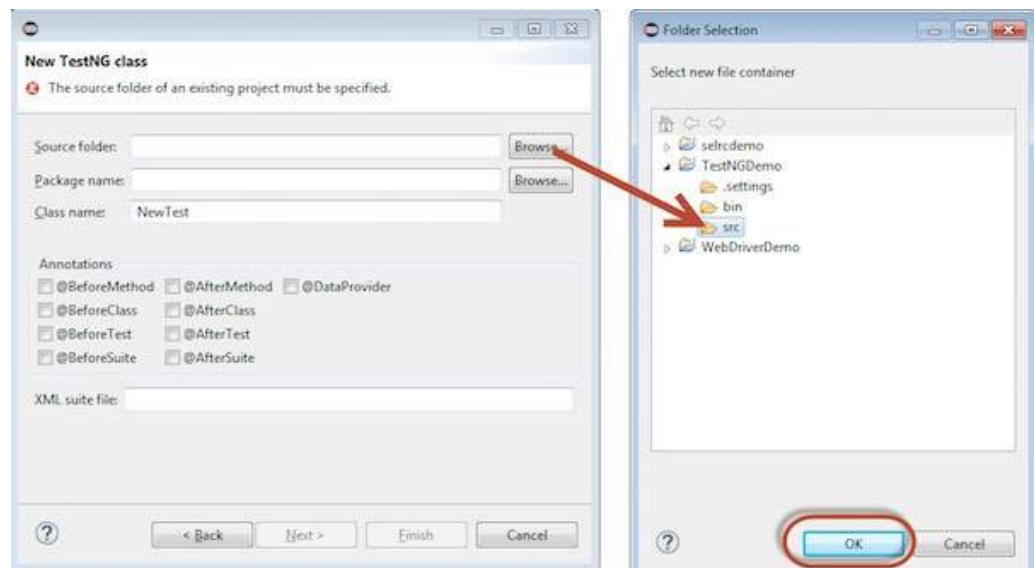 New TestNG class
The source folder of an existing project must be specified.
Source folder:
Browse...
Package name:
Browse...
Class name: NewTest
Annotations
@BeforeMethod @AfterMethod @DataProvider
@BeforeClass @AfterClass
@BeforeTest @AfterTest
@BeforeSuite @AfterSuite
XML suite file:
< Back Next > Finish Cancel
Folder Selection
Select new file container
selrcdemo
TestNGDemo
.settings
bin
src
WebDriverDemo
OK Cancel